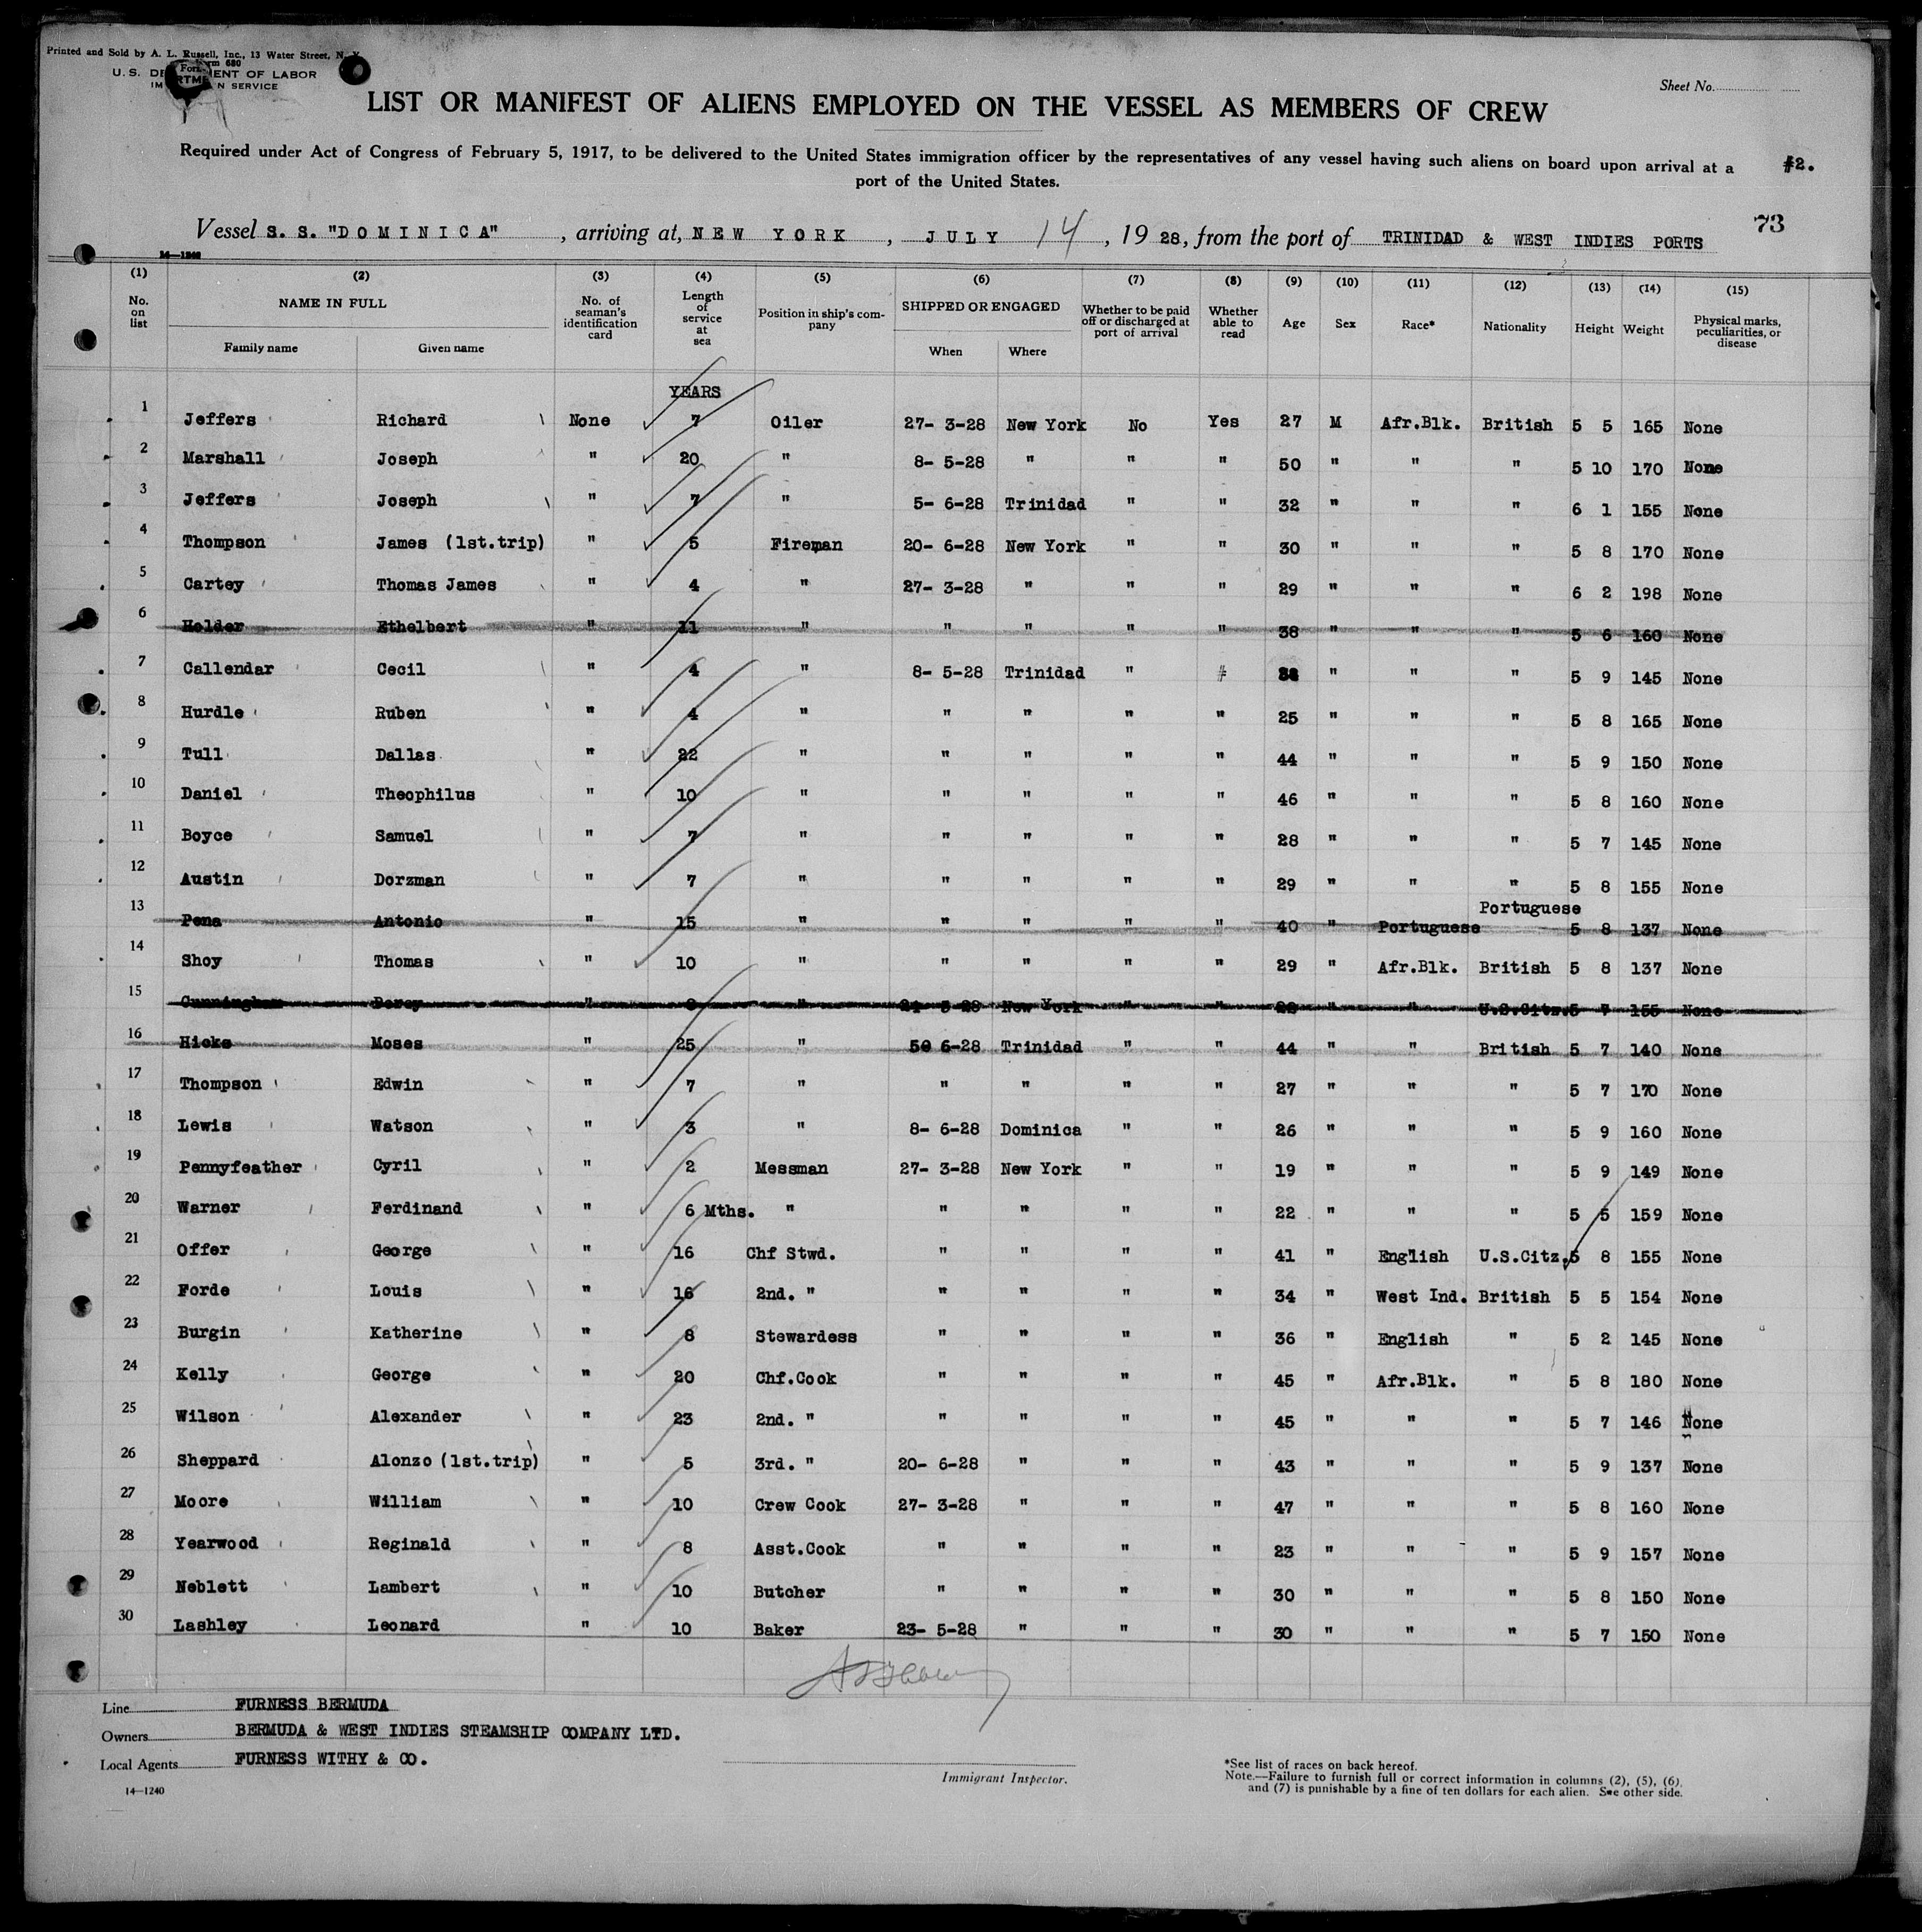 Printed and Sold by A. L. Russell, Inc., 13 Water Street, N. Y.
Form 680
U. S. DEPARTMENT OF LABOR
SERVICE
Sheet No.
LIST OR MANIFEST OF ALIENS EMPLOYED ON THE VESSEL AS MEMBERS OF CREW
Required under Act of Congress of February 5, 1917, to be delivered to the United States immigration officer by the representatives of any vessel having such aliens on board upon arrival at a
port of the United States.
#2.
73
Vessel S. S. "DOMINICA", arriving at, NEW YORK, JULY 14, 1928, from the port of TRINIDAD & WEST INDIES PORTS
14—1240
(1) (2) (3) (4) (5) (6) (7) (8) (9) (10) (11) (12) (13) (14) (15)
No. on list NAME IN FULL Family name Given name No. of seaman's identification card Length of service at sea Position in ship's company SHIPPED OR ENGAGED When Where Whether to be paid off or discharged at port of arrival Whether able to read Age Sex Race* Nationality Height Weight Physical marks, peculiarities, or disease
YEARS
1 Jeffers Richard None 7 Oiler 27- 3-28 New York No Yes 27 M Afr.Blk. British 5 5 165 None
2 Marshall Joseph " 20 " 8- 5-28 " " " 50 " " " 5 10 170 None
3 Jeffers Joseph " 7 " 5- 6-28 Trinidad " " 32 " " " 6 1 155 None
4 Thompson James (1st.trip) " 5 Fireman 20- 6-28 New York " " 30 " " " 5 8 170 None
5 Cartey Thomas James " 4 " 27- 3-28 " " " 29 " " " 6 2 198 None
6 Holder Ethelbert " 11 " " " " " 38 " " " 5 6 160 None
7 Callendar Cecil " 4 " 8- 5-28 Trinidad " " " " " 5 9 145 None
8 Hurdle Ruben " 4 " " " " " 25 " " " 5 8 165 None
9 Tull Dallas " 22 " " " " " 44 " " " 5 9 150 None
10 Daniel Theophilus " 10 " " " " " 46 " " " 5 8 160 None
11 Boyce Samuel " 7 " " " " " 28 " " " 5 7 145 None
12 Austin Dorzman " 7 " " " " " 29 " " " 5 8 155 None
13 Pena Antonio " 15 " " " " " 40 " Portuguese Portuguese 5 8 137 None
14 Shoy Thomas " 10 " " " " " 29 " Afr.Blk. British 5 8 137 None
15 Cunningham Percy " " 5-28 New York " " " " U.S.Citz. 5 7 155 None
16 Hicks Moses " 25 " 50 6-28 Trinidad " " 44 " " British 5 7 140 None
17 Thompson Edwin " 7 " " " " " 27 " " " 5 7 170 None
18 Lewis Watson " 3 " 8- 6-28 Dominica " " 26 " " " 5 9 160 None
19 Pennyfeather Cyril " 2 Messman 27- 3-28 New York " " 19 " " " 5 9 149 None
20 Warner Ferdinand " 6 Mths. " " " " " 22 " " " 5 5 159 None
21 Offer George " 16 Chf Stwd. " " " " 41 " English U.S.Citz. 5 8 155 None
22 Forde Louis " 16 2nd. " " " " " 34 " West Ind. British 5 5 154 None
23 Burgin Katherine " 8 Stewardess " " " " 36 " English " 5 2 145 None
24 Kelly George " 20 Chf.Cook " " " " 45 " Afr.Blk. " 5 8 180 None
25 Wilson Alexander " 23 2nd. " " " " " 45 " " " 5 7 146 None
26 Sheppard Alonzo (1st.trip) " 5 3rd. " 20- 6-28 " " " 43 " " " 5 9 137 None
27 Moore William " 10 Crew Cook 27- 3-28 " " " 47 " " " 5 8 160 None
28 Yearwood Reginald " 8 Asst.Cook " " " " 23 " " " 5 9 157 None
29 Neblett Lambert " 10 Butcher " " " " 30 " " " 5 8 150 None
30 Lashley Leonard " 10 Baker 23- 5-28 " " " 30 " " " 5 7 150 None
Line FURNESS BERMUDA
Owners BERMUDA & WEST INDIES STEAMSHIP COMPANY LTD.
Local Agents FURNESS WITHY & CO.
14—1240
Immigrant Inspector.
*See list of races on back hereof.
Note.—Failure to furnish full or correct information in columns (2), (5), (6),
and (7) is punishable by a fine of ten dollars for each alien. See other side.